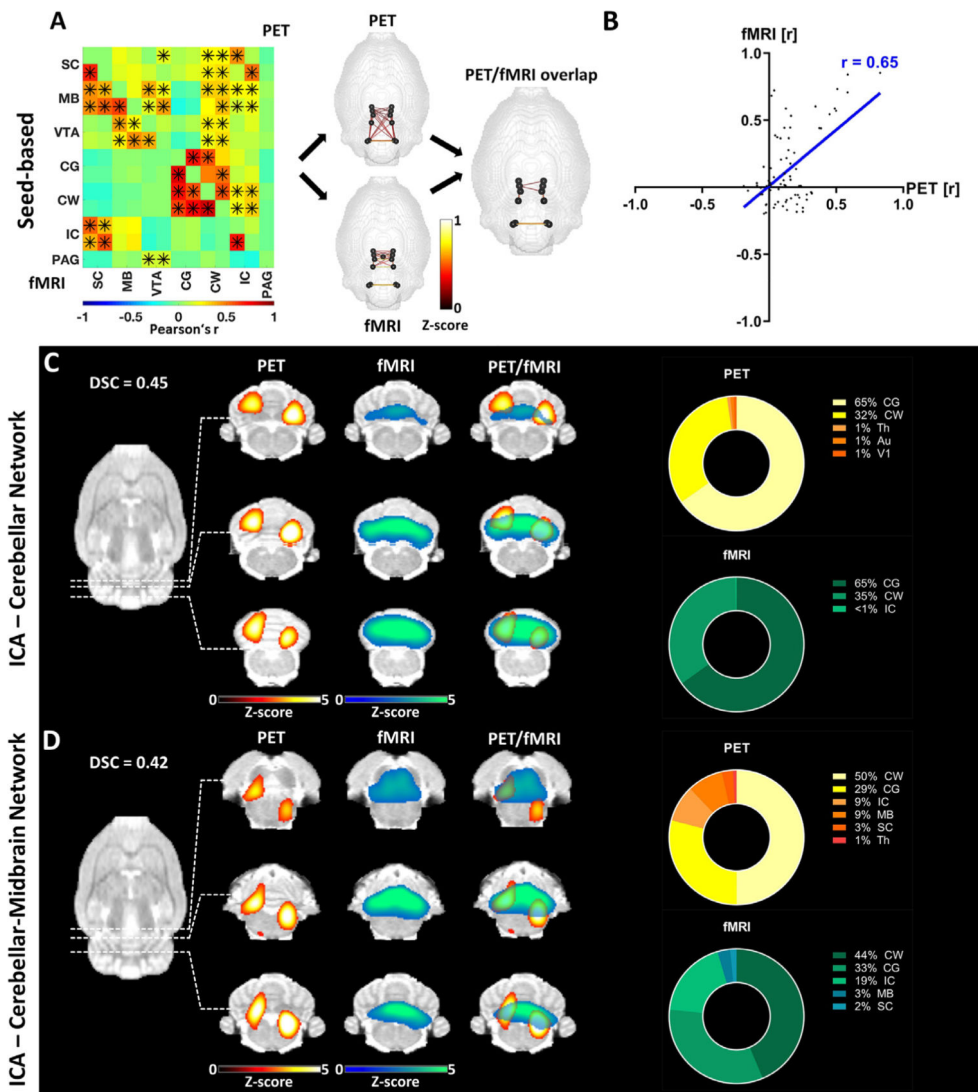 A
PET
PET
Seed-based
SC
MB
VTA
CG
CW
IC
PAG
fMRI
SC
MB
VTA
CG
CW
IC
PAG
-1
-0.5
0
0.5
1
Pearson's r
PET/fMRI overlap
1
0
Z-score
fMRI
B
fMRI [r]
r = 0.65
1.0
0.5
PET [r]
-1.0
-0.5
0.5
1.0
-0.5
-1.0
C
ICA – Cerebellar Network
DSC = 0.45
PET
fMRI
PET/fMRI
0
5
Z-score
0
5
Z-score
PET
65% CG
32% CW
1% Th
1% Au
1% V1
fMRI
65% CG
35% CW
<1% IC
D
ICA – Cerebellar-Midbrain Network
DSC = 0.42
PET
fMRI
PET/fMRI
0
5
Z-score
0
5
Z-score
PET
50% CW
29% CG
9% IC
9% MB
3% SC
1% Th
fMRI
44% CW
33% CG
19% IC
3% MB
2% SC